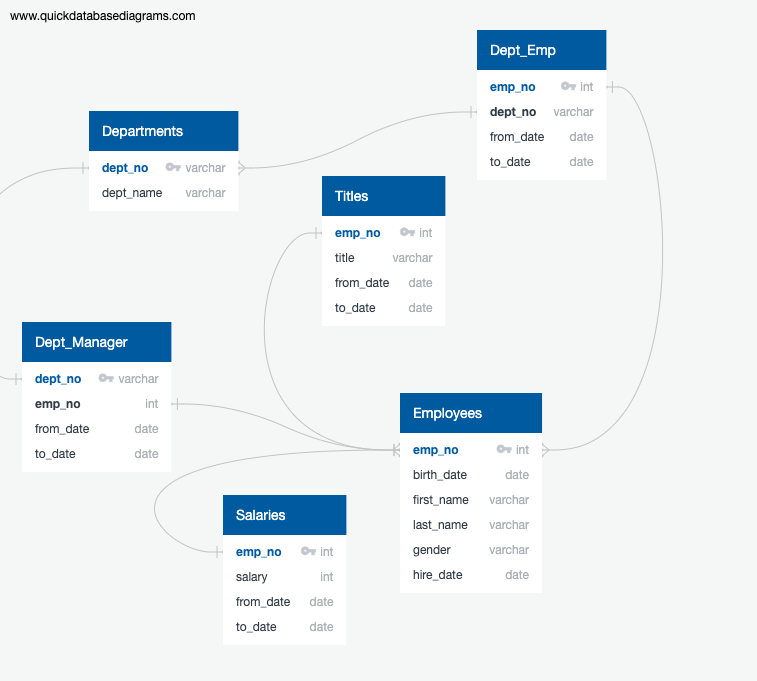 www.quickdatabasediagrams.com
Dept_Emp
emp_no int
dept_no varchar
from_date date
to_date date
Departments
dept_no varchar
dept_name varchar
Titles
emp_no int
title varchar
from_date date
to_date date
Dept_Manager
dept_no varchar
emp_no int
from_date date
to_date date
Employees
emp_no int
birth_date date
first_name varchar
last_name varchar
gender varchar
hire_date date
Salaries
emp_no int
salary int
from_date date
to_date date